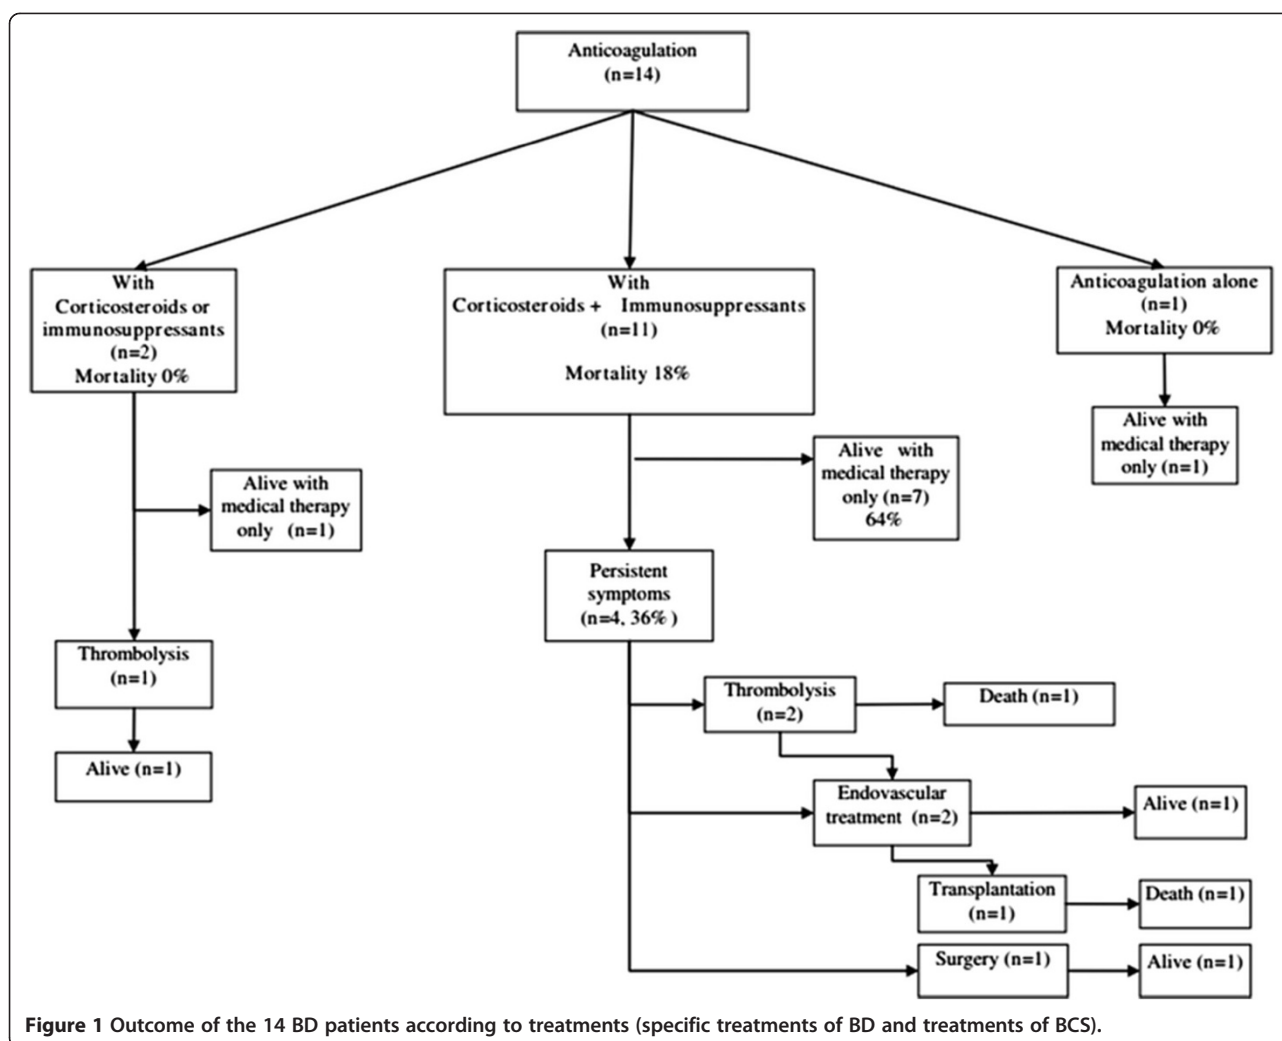 Anticoagulation
(n=14)
With
Corticosteroids or
immunosuppressants
(n=2)
Mortality 0%
With
Corticosteroids + Immunosuppressants
(n=11)
Mortality 18%
Anticoagulation alone
(n=1)
Mortality 0%
Alive with
medical therapy
only (n=1)
Alive with
medical therapy
only (n=7)
64%
Alive with
medical therapy
only (n=1)
Persistent
symptoms
(n=4, 36% )
Thrombolysis
(n=1)
Alive (n=1)
Thrombolysis
(n=2)
Death (n=1)
Endovascular
treatment (n=2)
Alive (n=1)
Transplantation
(n=1)
Death (n=1)
Surgery (n=1)
Alive (n=1)
Figure 1 Outcome of the 14 BD patients according to treatments (specific treatments of BD and treatments of BCS).